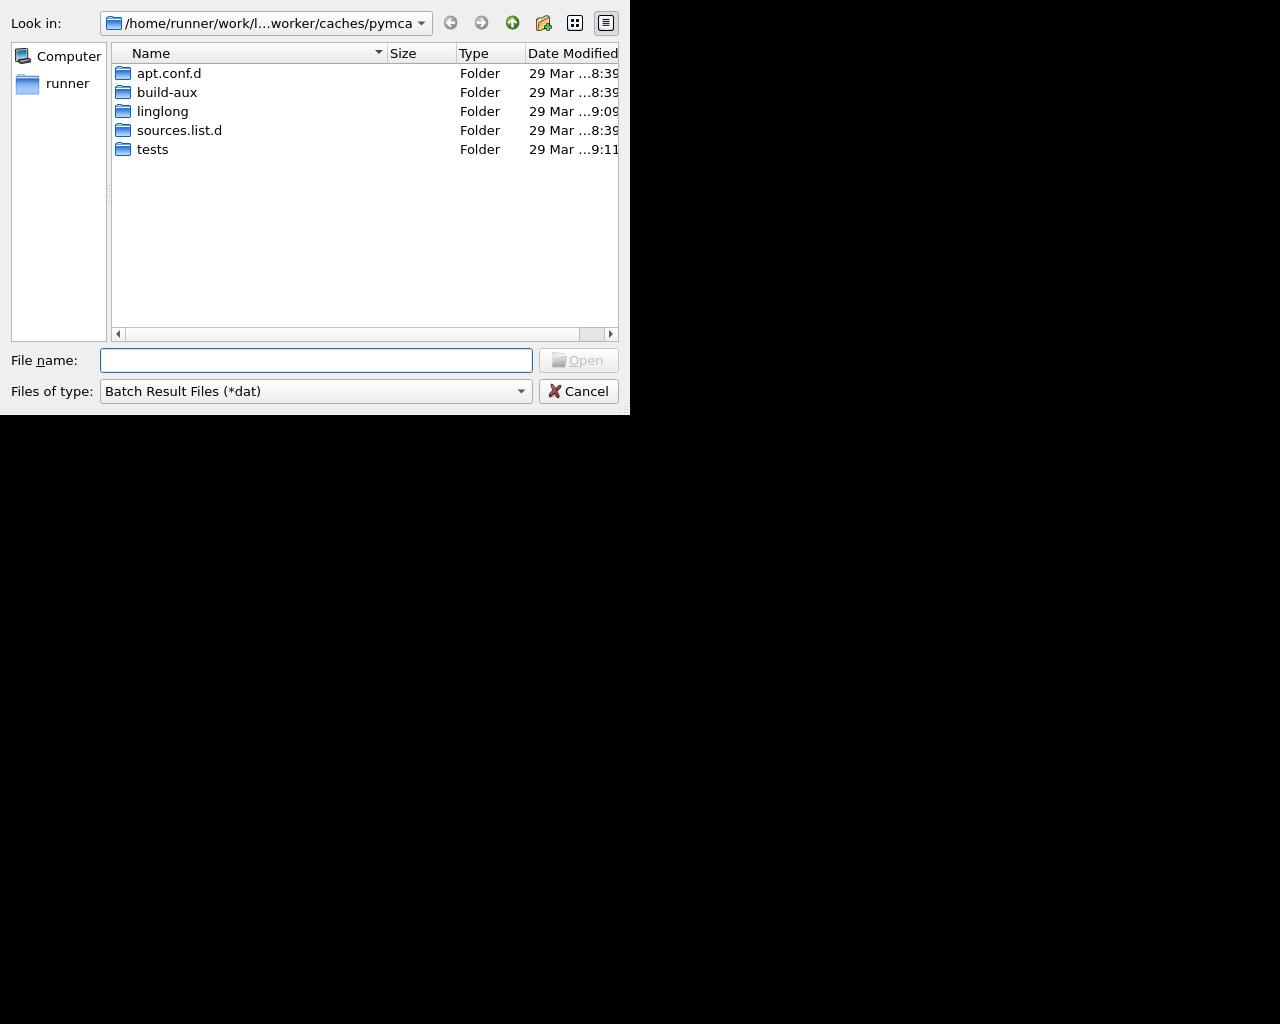 Look in: /home/runner/work/l...worker/caches/pymca
Computer
runner
Name Size Type Date Modified
apt.conf.d Folder 29 Mar ...8:39
build-aux Folder 29 Mar ...8:39
linglong Folder 29 Mar ...9:09
sources.list.d Folder 29 Mar ...8:39
tests Folder 29 Mar ...9:11
File name: Open
Files of type: Batch Result Files (*dat) Cancel